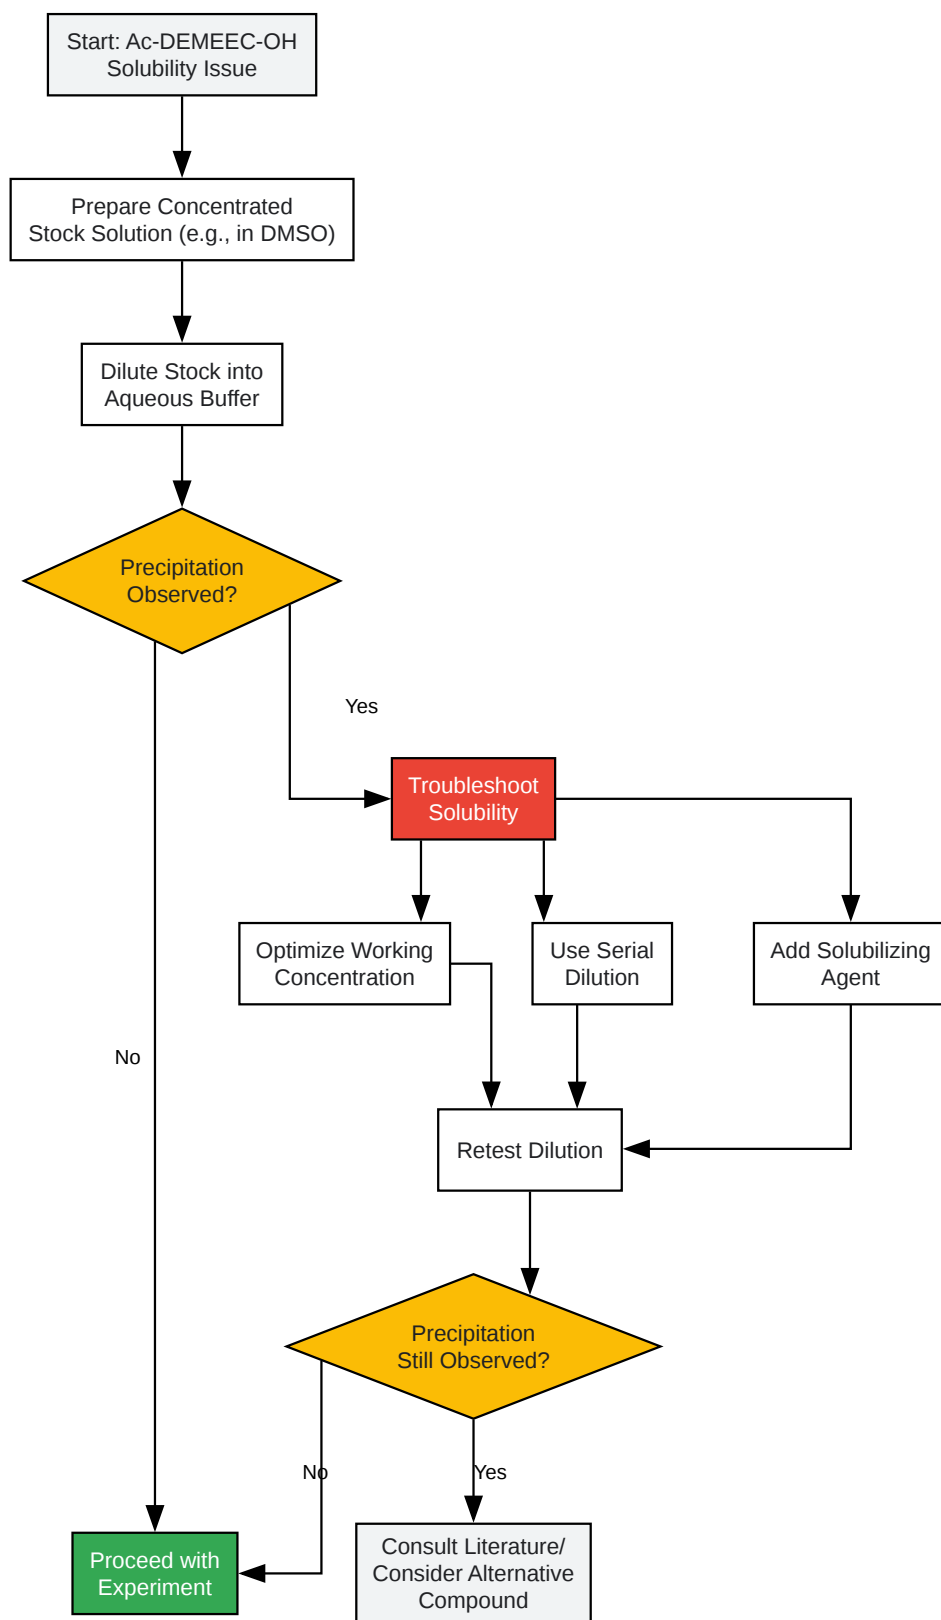 Start: Ac-DEMEEC-OH
Solubility Issue
Prepare Concentrated
Stock Solution (e.g., in DMSO)
Dilute Stock into
Aqueous Buffer
Precipitation
Observed?
Yes
Troubleshoot
Solubility
Optimize Working
Concentration
Use Serial
Dilution
Add Solubilizing
Agent
No
Retest Dilution
Precipitation
Still Observed?
No
Yes
Proceed with
Experiment
Consult Literature/
Consider Alternative
Compound